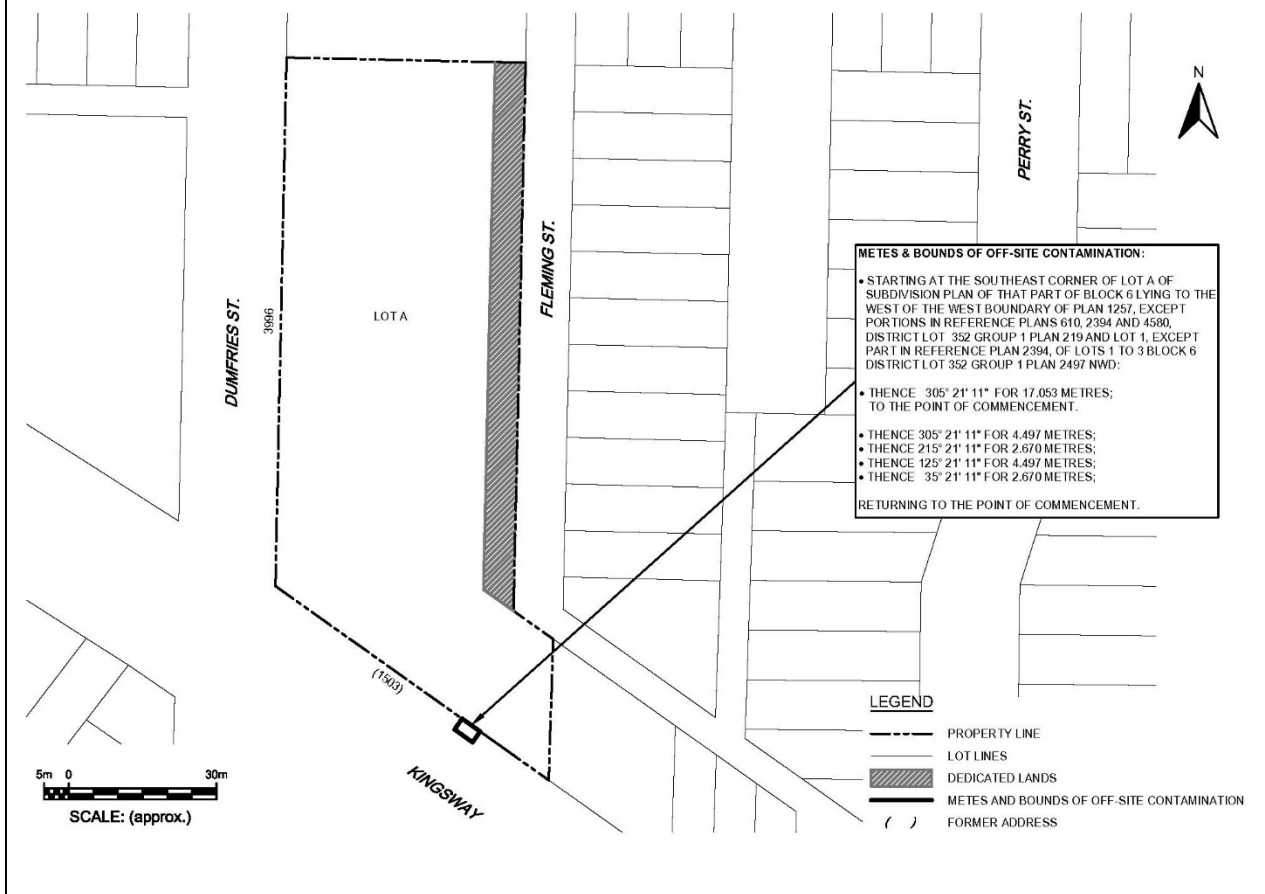 N
PERRY ST.
FLEMING ST.
DUMFRIES ST.
3996
LOT A
METES & BOUNDS OF OFF-SITE CONTAMINATION:
• STARTING AT THE SOUTHEAST CORNER OF LOT A OF
SUBDIVISION PLAN OF THAT PART OF BLOCK 6 LYING TO THE
WEST OF THE WEST BOUNDARY OF PLAN 1257, EXCEPT
PORTIONS IN REFERENCE PLANS 610, 2394 AND 4580,
DISTRICT LOT 352 GROUP 1 PLAN 219 AND LOT 1, EXCEPT
PART IN REFERENCE PLAN 2394, OF LOTS 1 TO 3 BLOCK 6
DISTRICT LOT 352 GROUP 1 PLAN 2497 NWD:
• THENCE 305° 21' 11" FOR 17.053 METRES;
TO THE POINT OF COMMENCEMENT.
• THENCE 305° 21' 11" FOR 4.497 METRES;
• THENCE 215° 21' 11" FOR 2.670 METRES;
• THENCE 125° 21' 11" FOR 4.497 METRES;
• THENCE 35° 21' 11" FOR 2.670 METRES;
RETURNING TO THE POINT OF COMMENCEMENT.
(1503)
KINGSWAY
5m 0 30m
SCALE: (approx.)
LEGEND
PROPERTY LINE
LOT LINES
DEDICATED LANDS
METES AND BOUNDS OF OFF-SITE CONTAMINATION
( ) FORMER ADDRESS